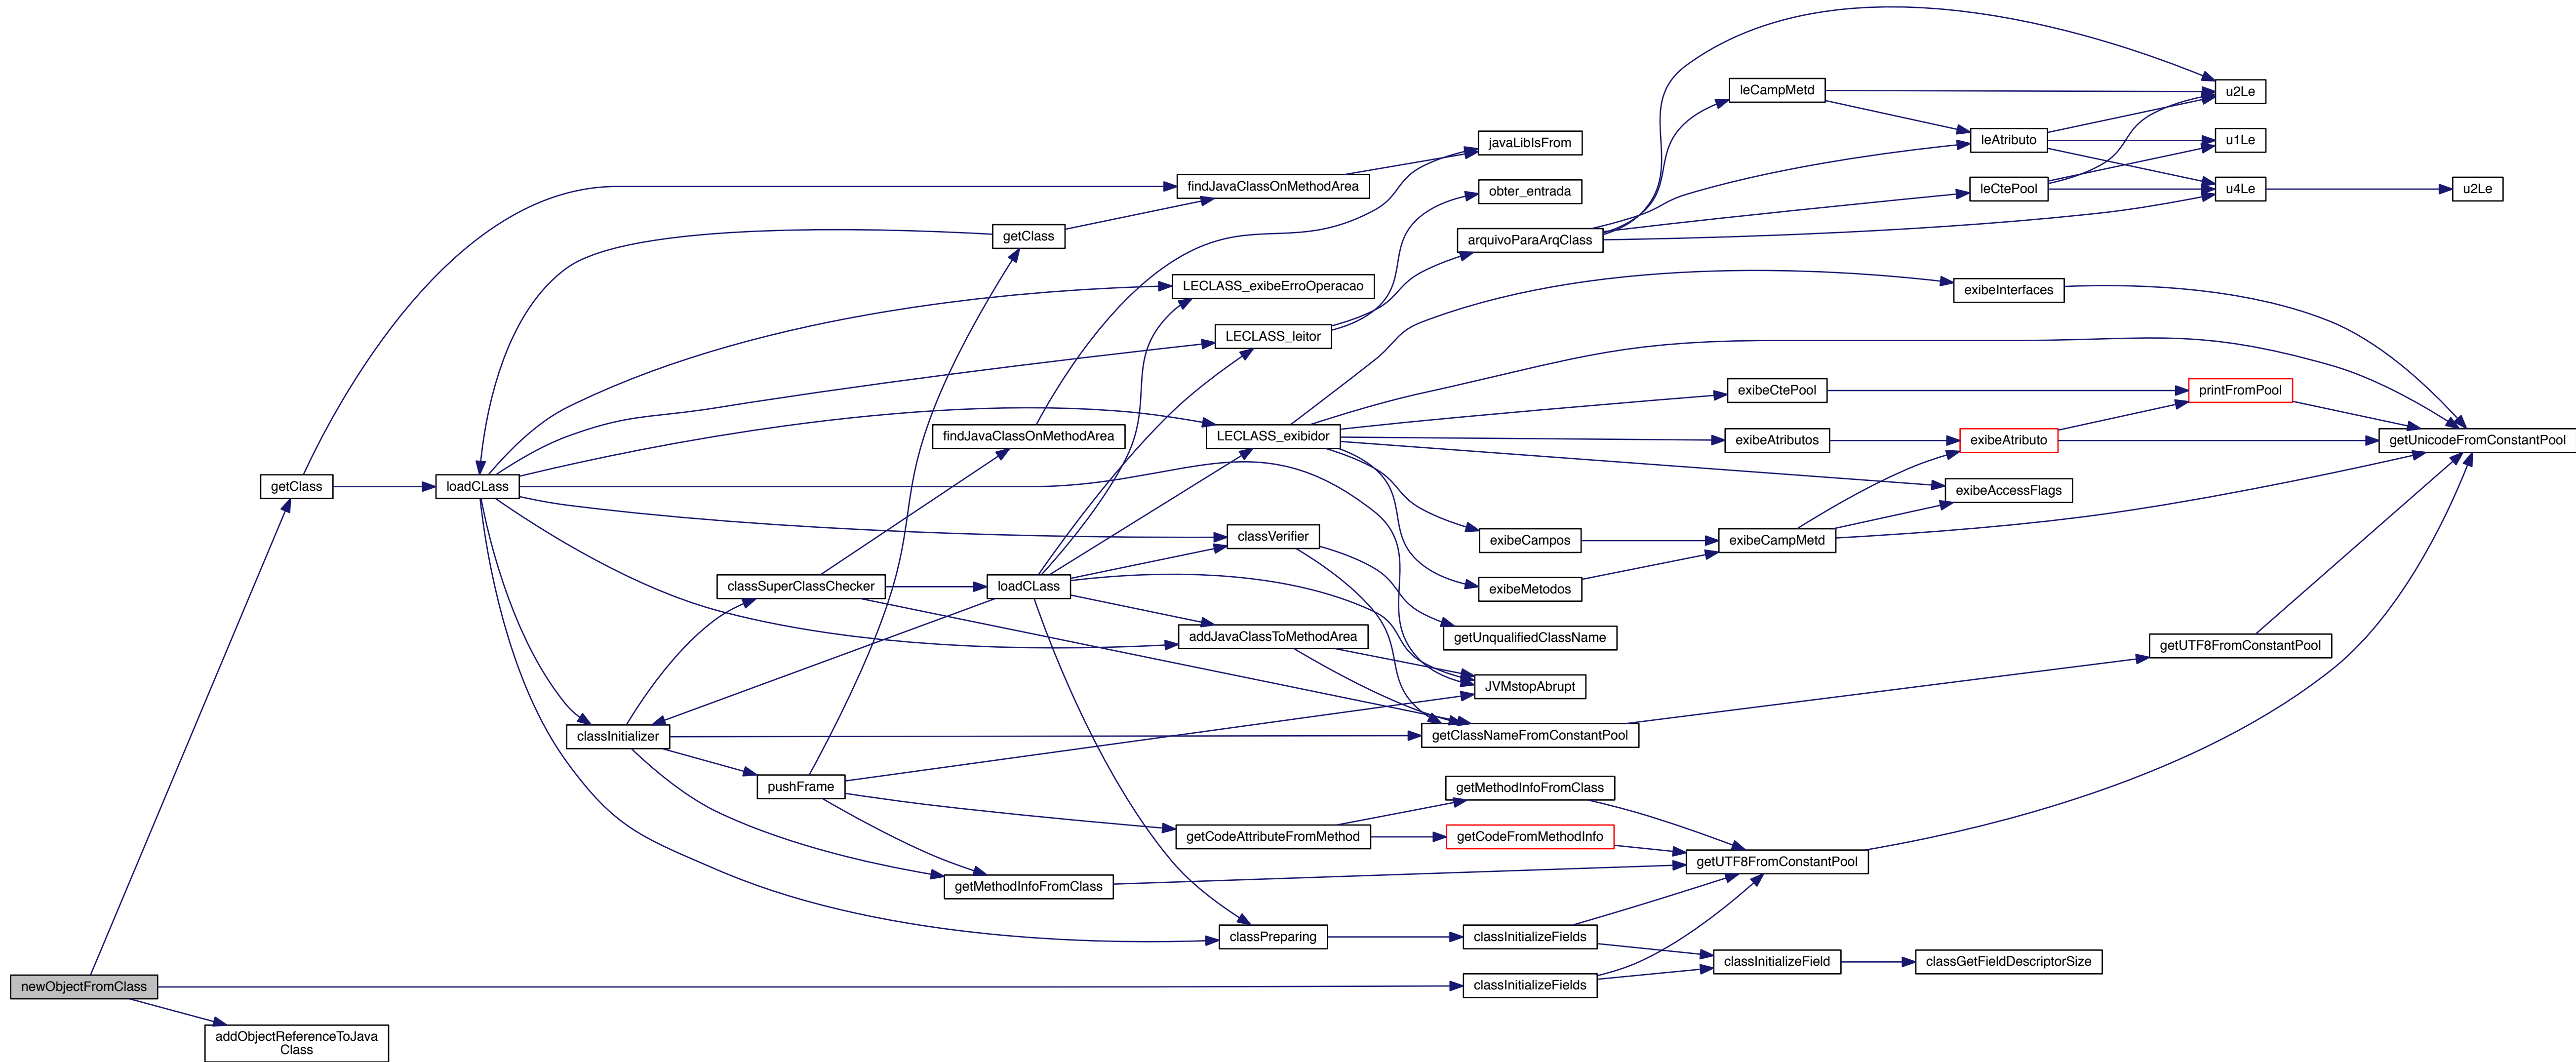 leCampMetd
u2Le
javaLibIsFrom
leAtributo
u1Le
findJavaClassOnMethodArea
obter_entrada
leCtePool
u4Le
u2Le
getClass
arquivoParaArqClass
LECLASS_exibeErroOperacao
exibeInterfaces
LECLASS_leitor
exibeCtePool
printFromPool
findJavaClassOnMethodArea
LECLASS_exibidor
exibeAtributos
exibeAtributo
getUnicodeFromConstantPool
getClass
loadCLass
exibeAccessFlags
classVerifier
exibeCampos
exibeCampMetd
classSuperClassChecker
loadCLass
exibeMetodos
addJavaClassToMethodArea
getUnqualifiedClassName
getUTF8FromConstantPool
JVMstopAbrupt
classInitializer
getClassNameFromConstantPool
pushFrame
getMethodInfoFromClass
getCodeAttributeFromMethod
getCodeFromMethodInfo
getUTF8FromConstantPool
getMethodInfoFromClass
classPreparing
classInitializeFields
classInitializeField
classGetFieldDescriptorSize
newObjectFromClass
classInitializeFields
addObjectReferenceToJava
Class